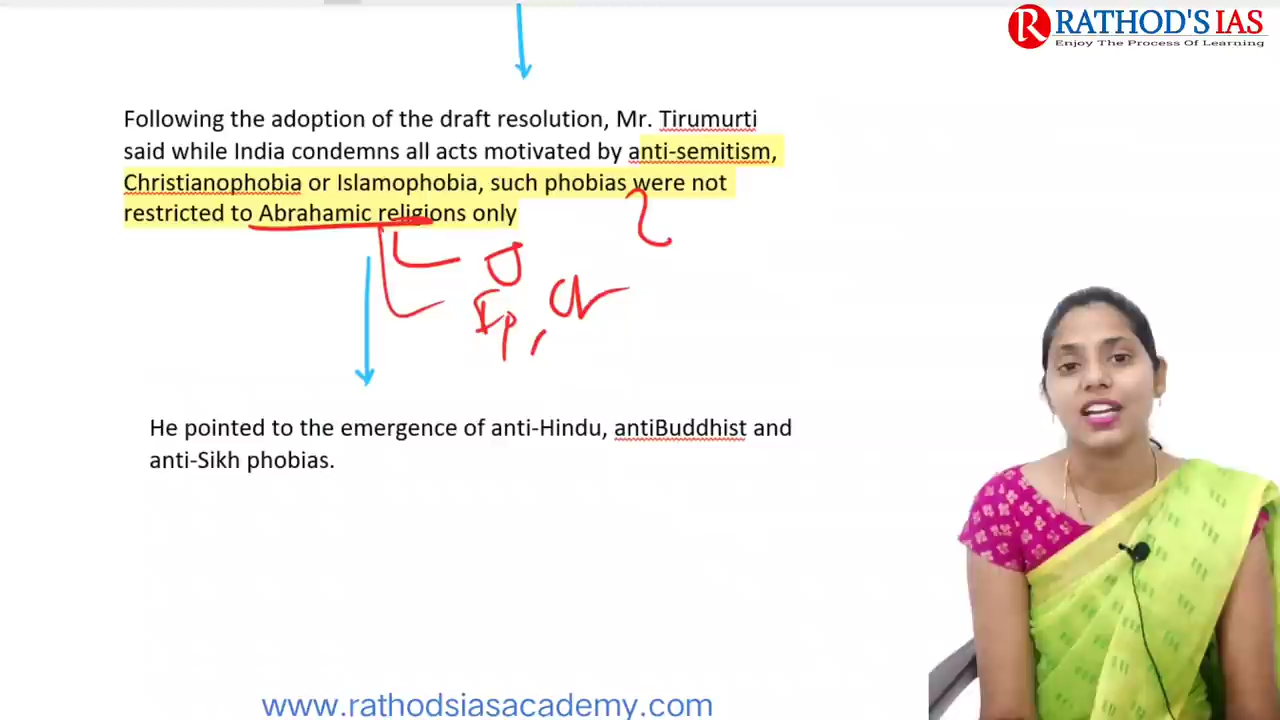 RATHOD'S IAS
Enjoy The Process Of Learning
Following the adoption of the draft resolution, Mr. Tirumurti
said while India condemns all acts motivated by anti-semitism,
Christianophobia or Islamophobia, such phobias were not
restricted to Abrahamic religions only
He pointed to the emergence of anti-Hindu, antiBuddhist and
anti-Sikh phobias.
www.rathodsiasacademy.com